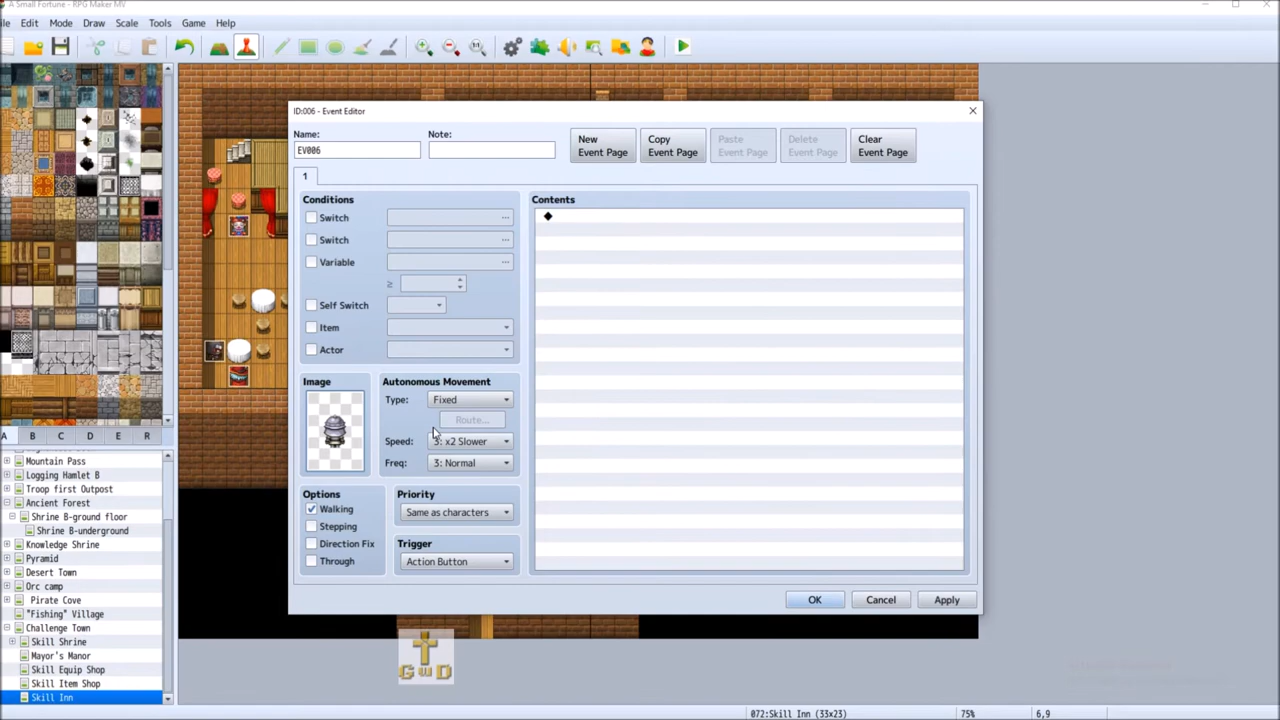 A Small Fortune - RPG Maker MV
ile Edit Mode Draw Scale Tools Game Help
ID:006 - Event Editor
Name:
Note:
EV006
New Event Page
Copy Event Page
Paste Event Page
Delete Event Page
Clear Event Page
1
Conditions
Switch ...
Switch ...
Variable ...
≥
Self Switch
Item
Actor
Image
Autonomous Movement
Type: Fixed
Route...
Speed: 3: x2 Slower
Freq: 3: Normal
Options
Walking
Stepping
Direction Fix
Through
Priority
Same as characters
Trigger
Action Button
Contents
OK
Cancel
Apply
A B C D E R
Mountain Pass
Logging Hamlet B
Troop first Outpost
Ancient Forest
Shrine B-ground floor
Shrine B-underground
Knowledge Shrine
Pyramid
Desert Town
Orc camp
Pirate Cove
"Fishing" Village
Challenge Town
Skill Shrine
Mayor's Manor
Skill Equip Shop
Skill Item Shop
Skill Inn
GWD
072:Skill Inn (33x23)
75%
6,9